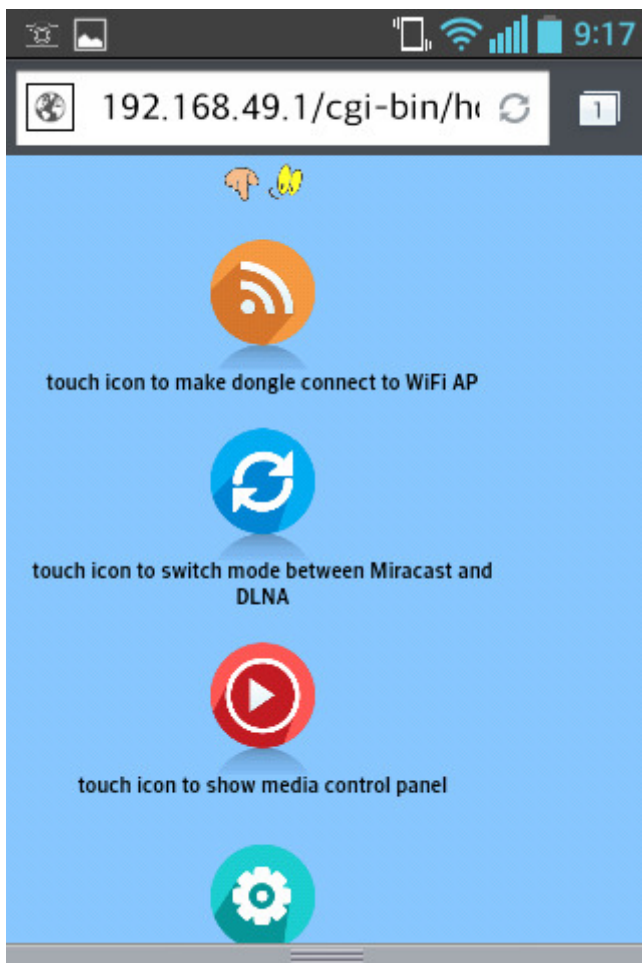 9:17
192.168.49.1/cgi-bin/
1
touch icon to make dongle connect to WiFi AP
touch icon to switch mode between Miracast and
DLNA
touch icon to show media control panel